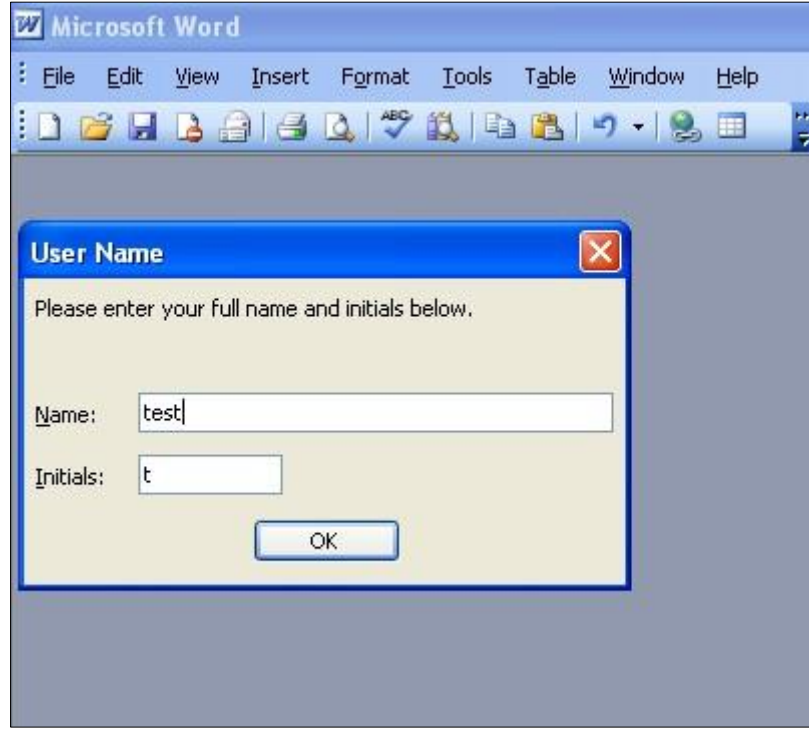 Microsoft Word
File Edit View Insert Format Tools Table Window Help
ABC
User Name
Please enter your full name and initials below.
Name: test
Initials: t
OK